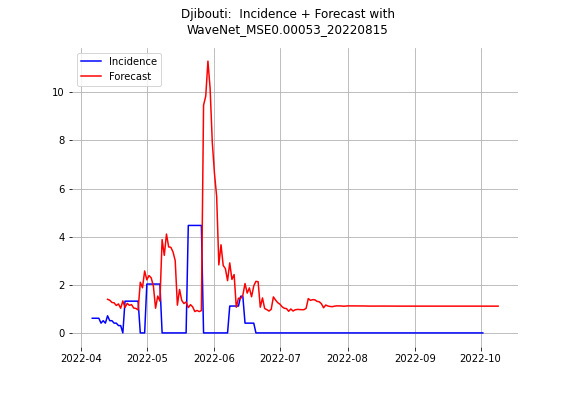 Djibouti:  Incidence + Forecast with
WaveNet_MSE0.00053_20220815
Incidence
Forecast
10
8
6
4
2
0
2022-04 2022-05 2022-06 2022-07 2022-08 2022-09 2022-10